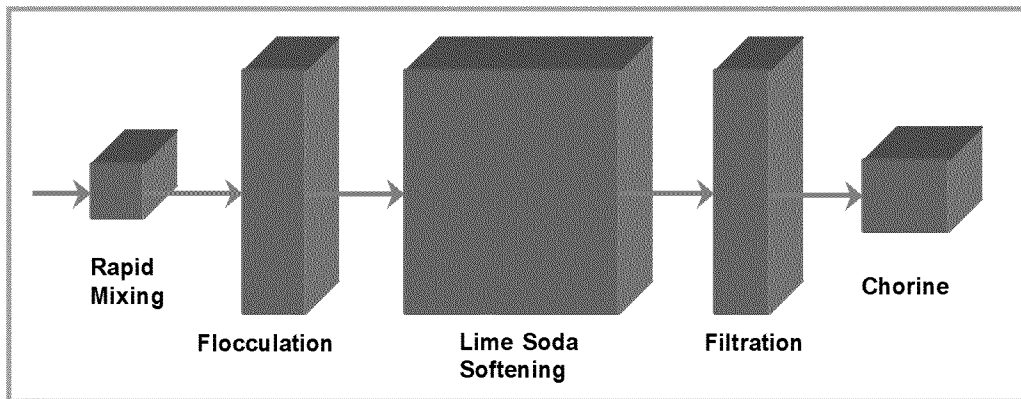 Rapid
Mixing
Flocculation
Lime Soda
Softening
Filtration
Chorine